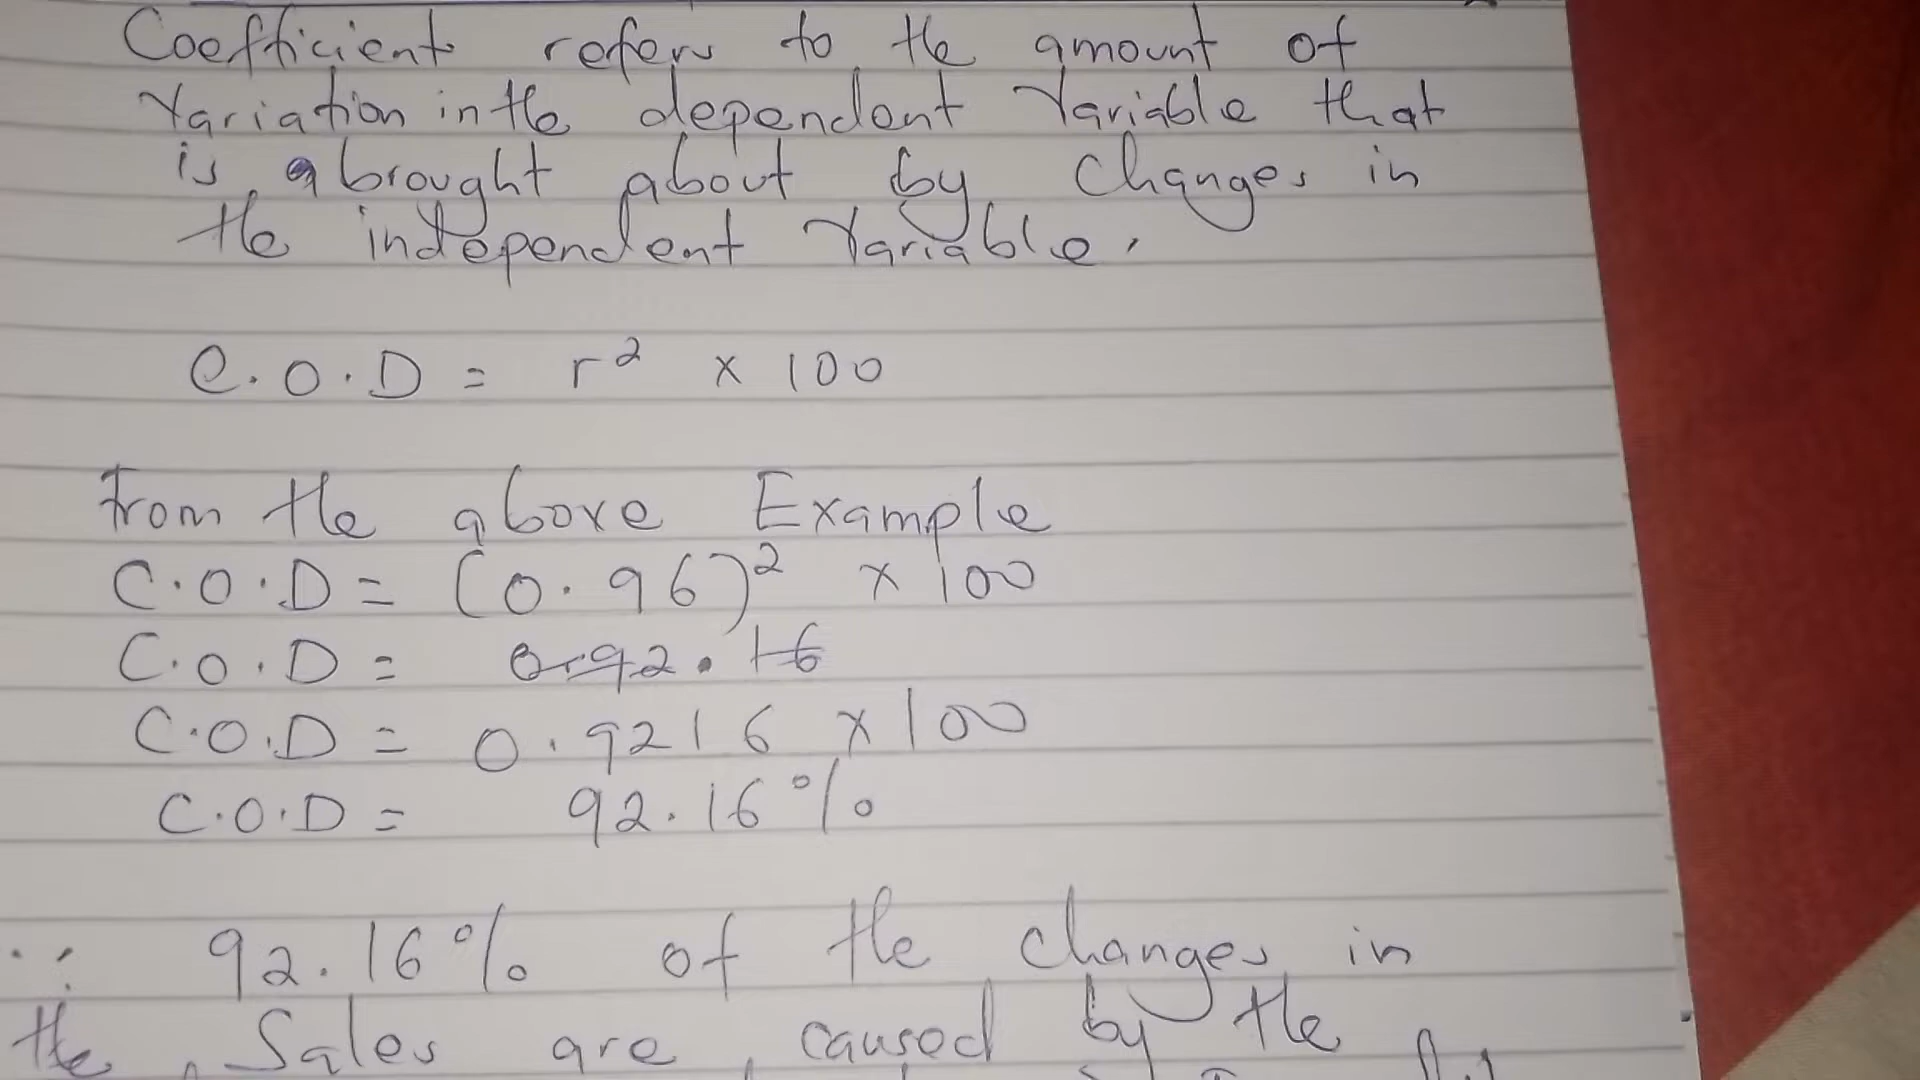 Coefficient refers to the amount of
Variation in the dependent Variable that
is brought about by changes in
the independent Variable.
C.O.D = r² × 100
From the above Example
C.O.D = (0.96)² × 100
C.O.D = 0.92.16
C.O.D = 0.9216 × 100
C.O.D = 92.16%
∵ 92.16% of the changes in
the Sales are caused by the